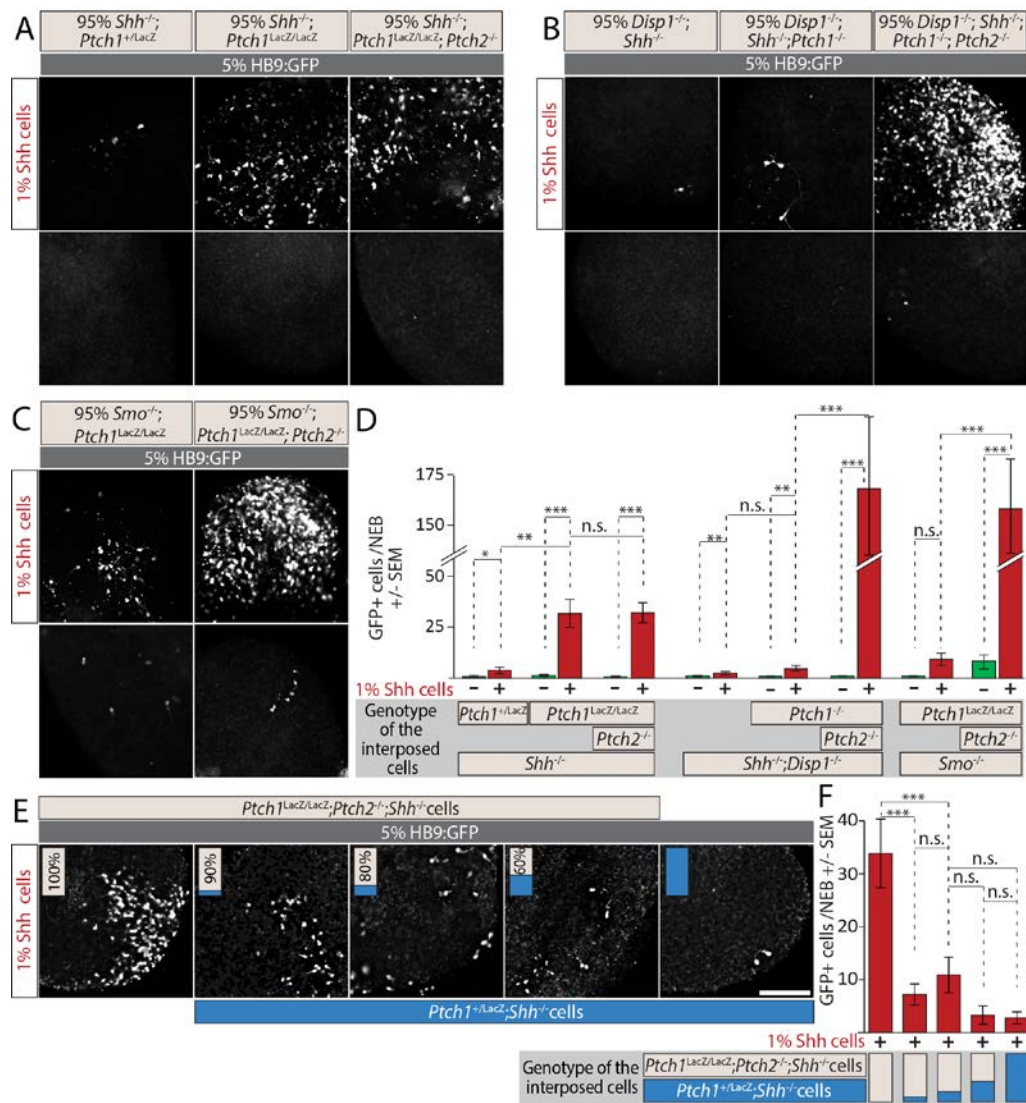 A
95% Shh-/-;
Ptch1+/LacZ
95% Shh-/-;
Ptch1LacZ/LacZ
95% Shh-/-;
Ptch1LacZ/LacZ; Ptch2-/-
5% HB9:GFP
1% Shh cells
B
95% Disp1-/-;
Shh-/-
95% Disp1-/-;
Shh-/-;Ptch1-/-
95% Disp1-/-; Shh-/-;
Ptch1-/-; Ptch2-/-
5% HB9:GFP
1% Shh cells
C
95% Smo-/-;
Ptch1LacZ/LacZ
95% Smo-/-;
Ptch1LacZ/LacZ; Ptch2-/-
5% HB9:GFP
1% Shh cells
D
GFP+ cells /NEB
+/- SEM
175
150
50
25
* ** *** n.s. ***
** n.s. ** *** ***
n.s. *** ***
1% Shh cells - + - + - + - + - + - + - + - +
Genotype
of the
interposed
cells
Ptch1+/LacZ
Ptch1LacZ/LacZ
Ptch2-/-
Shh-/-
Ptch1-/-
Ptch2-/-
Shh-/-;Disp1-/-
Ptch1LacZ/LacZ
Ptch2-/-
Smo-/-
E
Ptch1LacZ/LacZ;Ptch2-/-;Shh-/-cells
5% HB9:GFP
1% Shh cells
100%
90%
80%
60%
Ptch1+/LacZ;Shh-/-cells
F
GFP+ cells /NEB +/- SEM
40
30
20
10
***
***
n.s.
n.s.
n.s.
n.s.
1% Shh cells + + + + +
Genotype of the
interposed cells
Ptch1LacZ/LacZ;Ptch2-/-;Shh-/-cells
Ptch1+/LacZ;Shh-/-cells